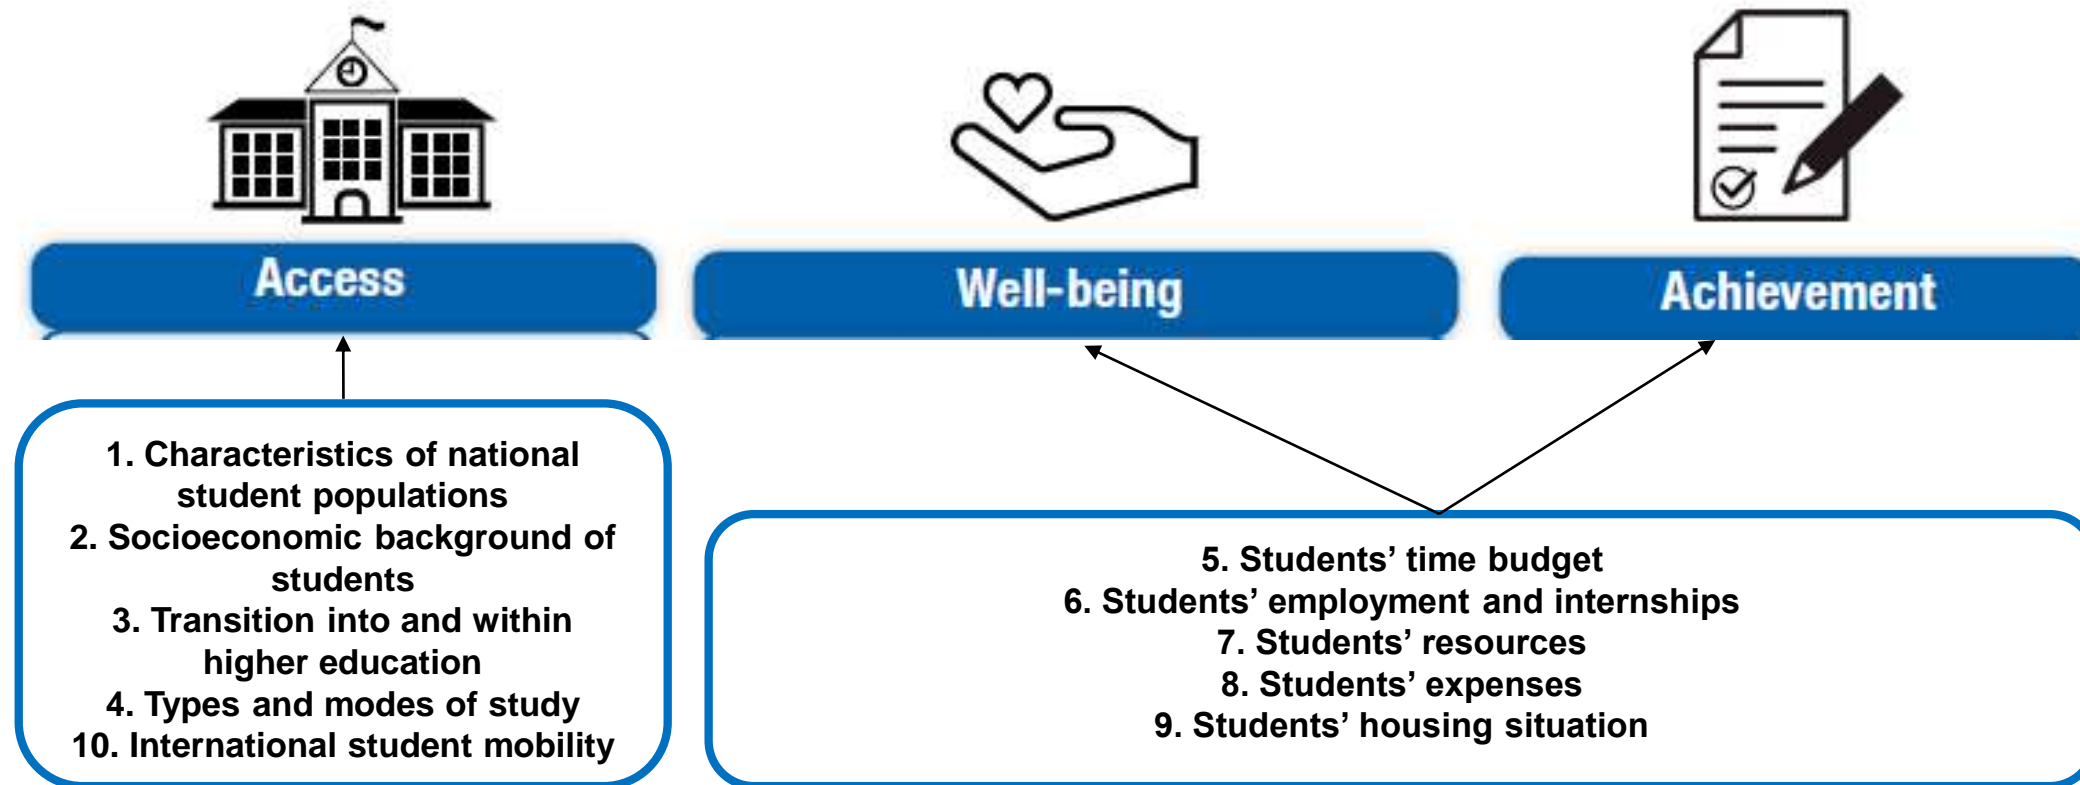 Access
Well-being
Achievement
1. Characteristics of national
student populations
2. Socioeconomic background of
students
3. Transition into and within
higher education
4. Types and modes of study
10. International student mobility
5. Students’ time budget
6. Students’ employment and internships
7. Students’ resources
8. Students’ expenses
9. Students’ housing situation